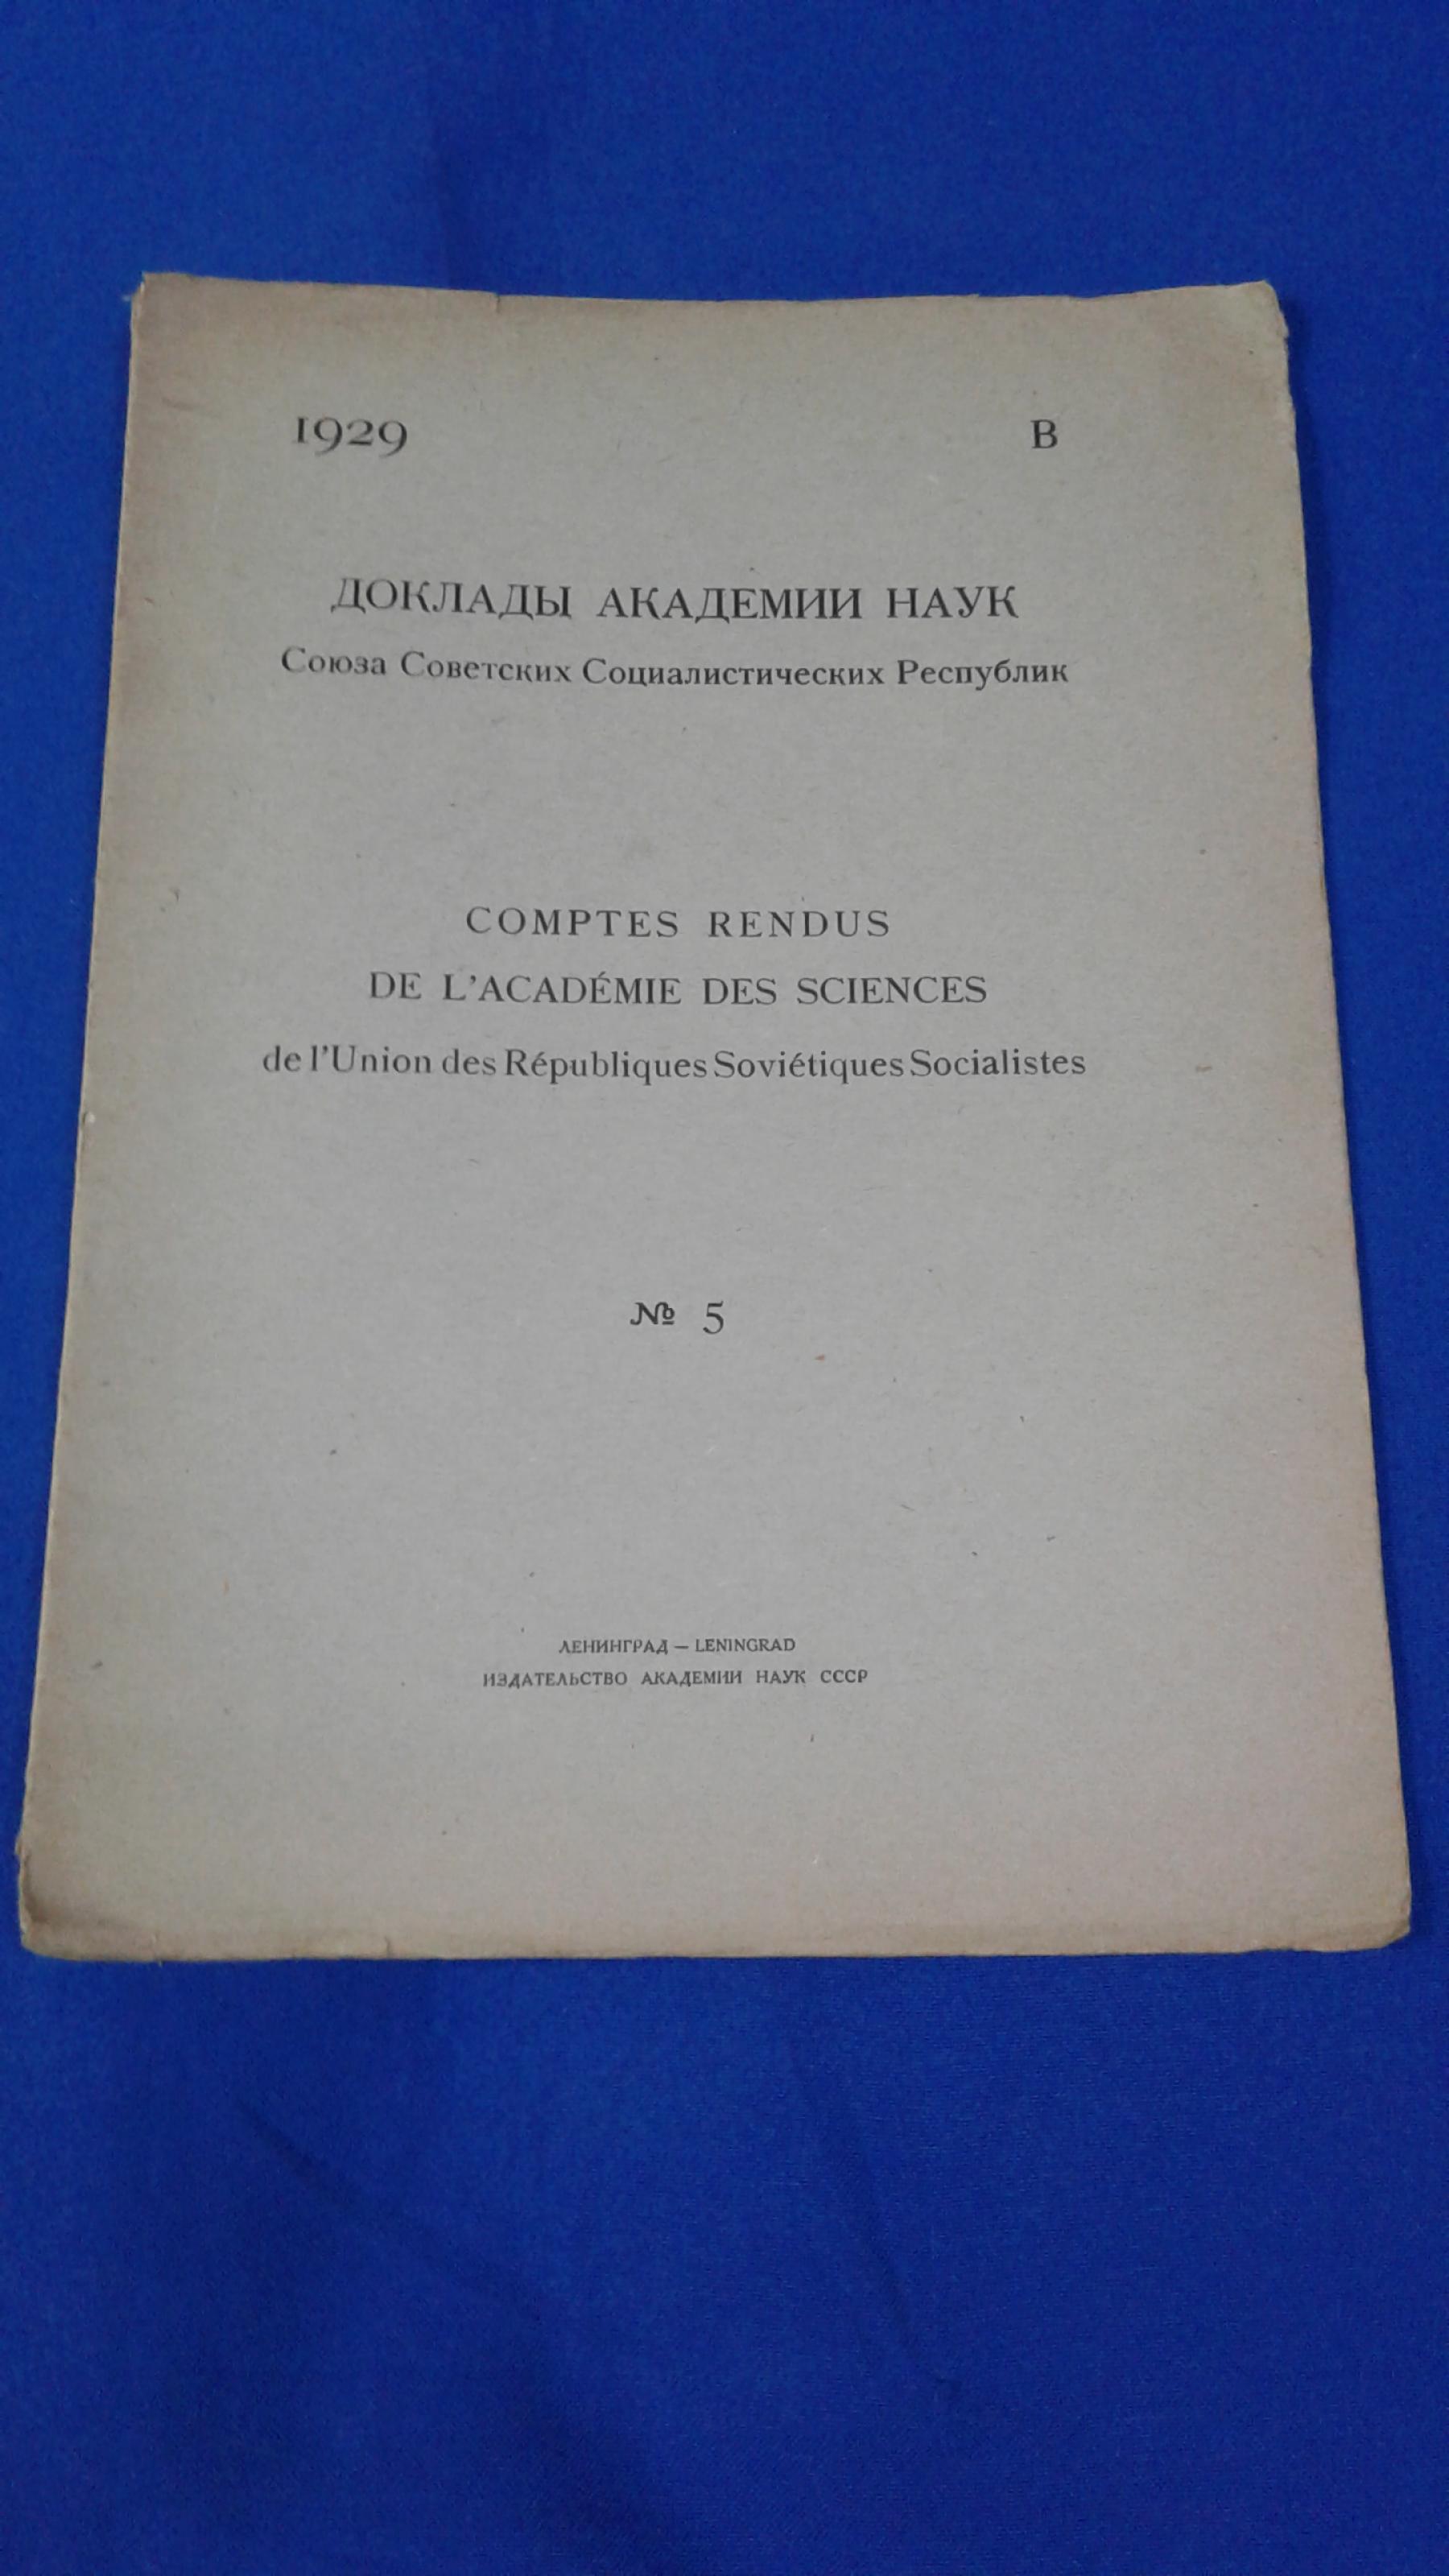 1929 В
ДОКЛАДЫ АКАДЕМИИ НАУК
Союза Советских Социалистических Республик
COMPTES RENDUS
DE L'ACADÉMIE DES SCIENCES
de l'Union des Républiques Soviétiques Socialistes
№ 5
ЛЕНИНГРАД — LENINGRAD
ИЗДАТЕЛЬСТВО АКАДЕМИИ НАУК СССР